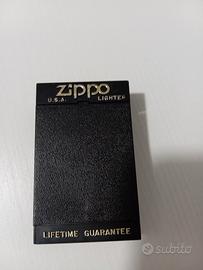 zippo
U.S.A. LIGHTER
LIFETIME GUARANTEE
subito